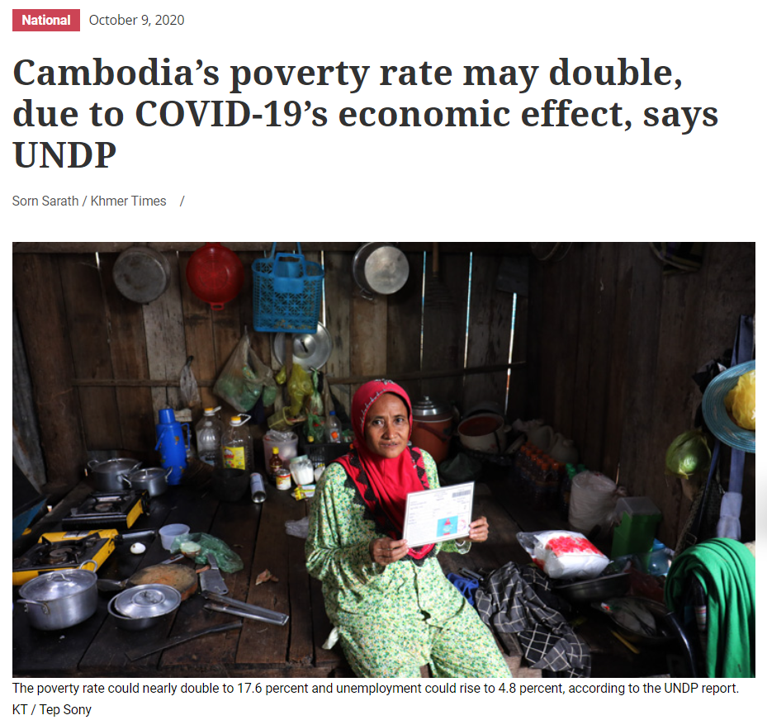 National October 9, 2020
Cambodia’s poverty rate may double,
due to COVID-19’s economic effect, says
UNDP
Sorn Sarath / Khmer Times /
The poverty rate could nearly double to 17.6 percent and unemployment could rise to 4.8 percent, according to the UNDP report.
KT / Tep Sony